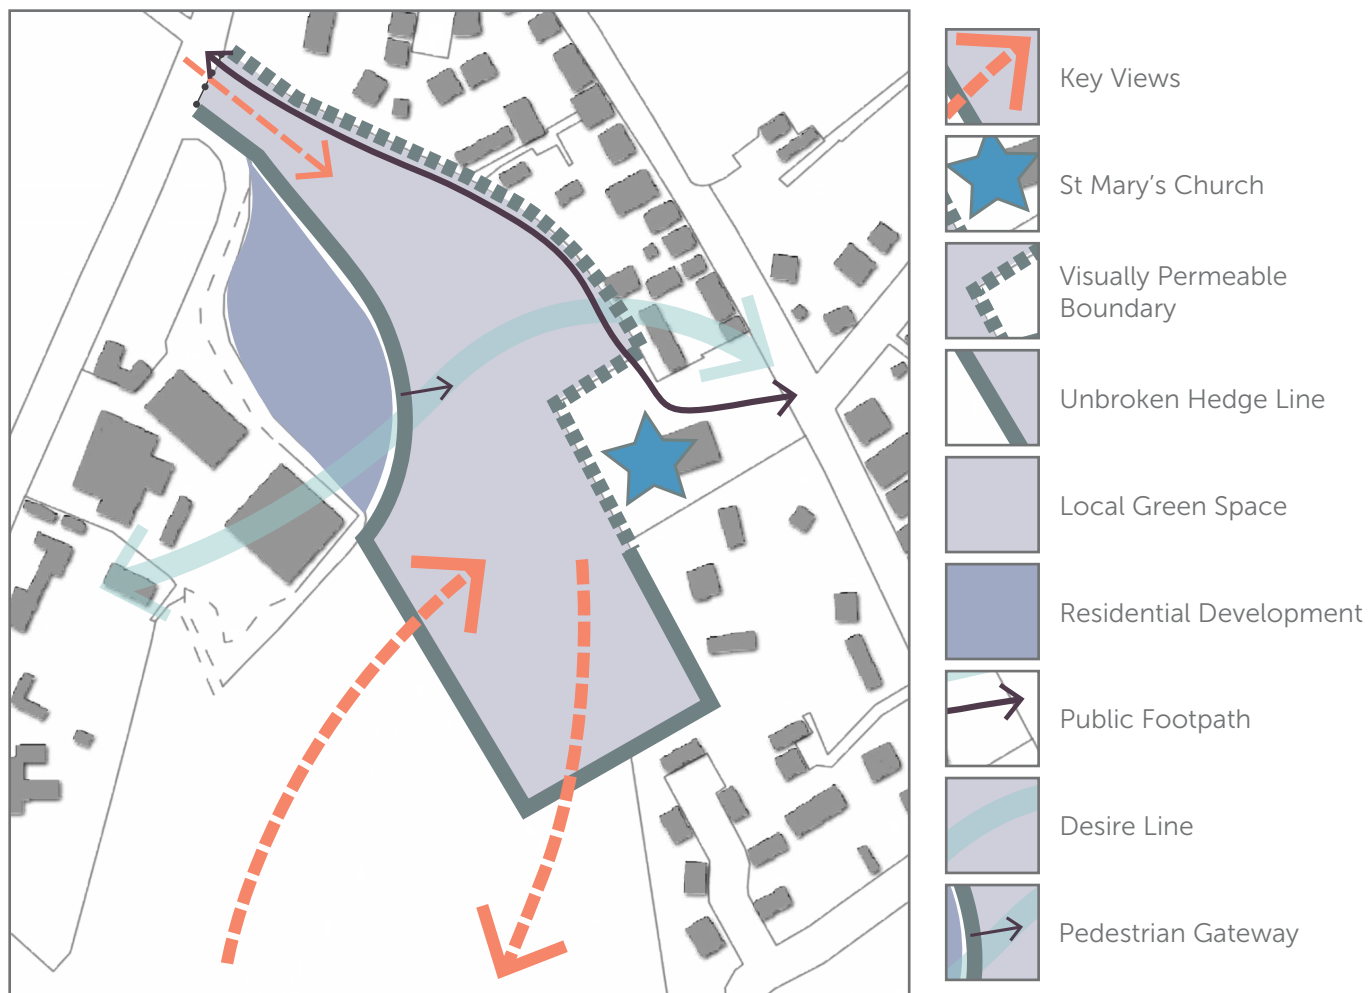 Key Views
St Mary's Church
Visually Permeable
Boundary
Unbroken Hedge Line
Local Green Space
Residential Development
Public Footpath
Desire Line
Pedestrian Gateway